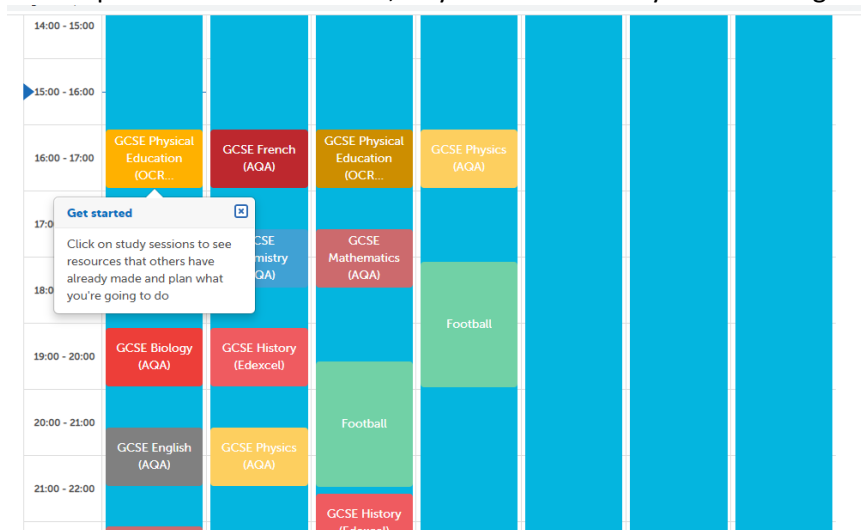 14:00 - 15:00
15:00 - 16:00
GCSE Physical
Education
(OCR...
GCSE French
(AQA)
GCSE Physical
Education
(OCR...
GCSE Physics
(AQA)
16:00 - 17:00
Get started
Click on study sessions to see
resources that others have
already made and plan what
you're going to do
GCSE
Mathematics
(AQA)
Football
GCSE Biology
(AQA)
GCSE History
(Edexcel)
19:00 - 20:00
Football
20:00 - 21:00
GCSE English
(AQA)
GCSE Physics
(AQA)
21:00 - 22:00
GCSE History